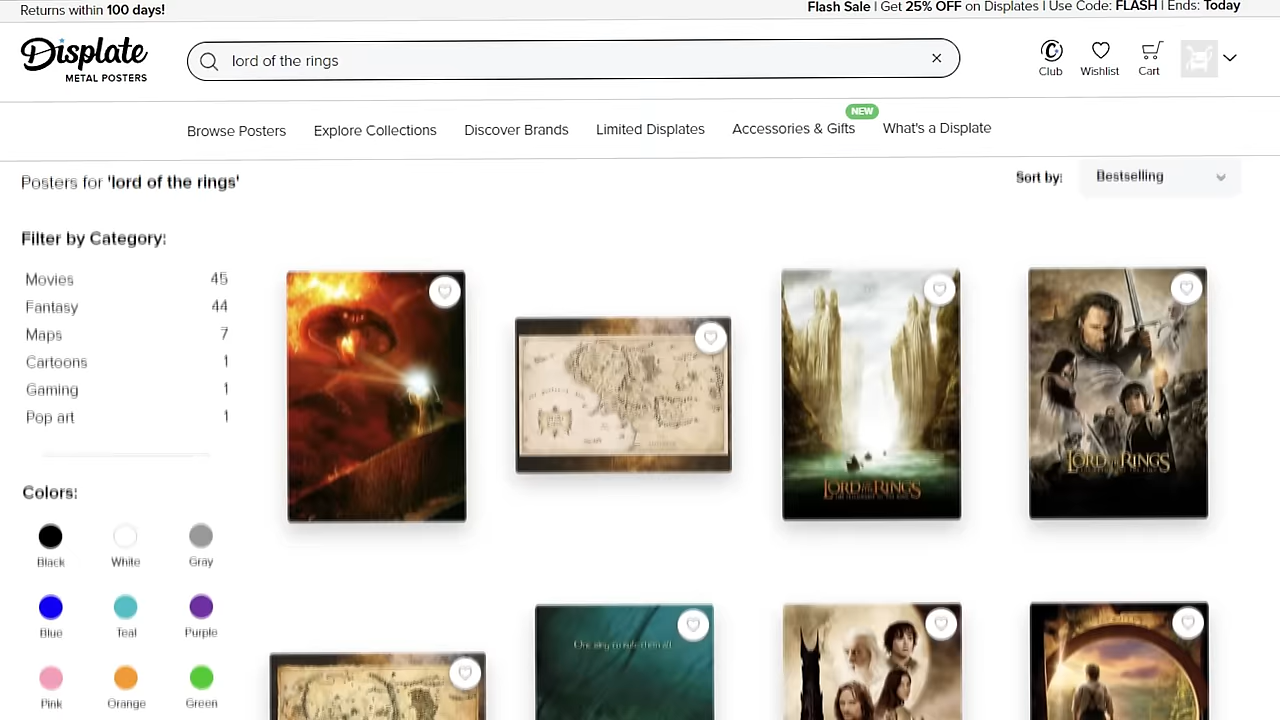 Returns within 100 days!
Flash Sale | Get 25% OFF on Displates | Use Code: FLASH | Ends: Today
Displate
METAL POSTERS
lord of the rings
Club
Wishlist
Cart
Browse Posters
Explore Collections
Discover Brands
Limited Displates
Accessories & Gifts
NEW
What's a Displate
Posters for 'lord of the rings'
Sort by:
Bestselling
Filter by Category:
Movies 45
Fantasy 44
Maps 7
Cartoons 1
Gaming 1
Pop art 1
Colors:
Black
White
Gray
Blue
Teal
Purple
Pink
Orange
Green
LORD OF THE RINGS
LORD OF THE RINGS